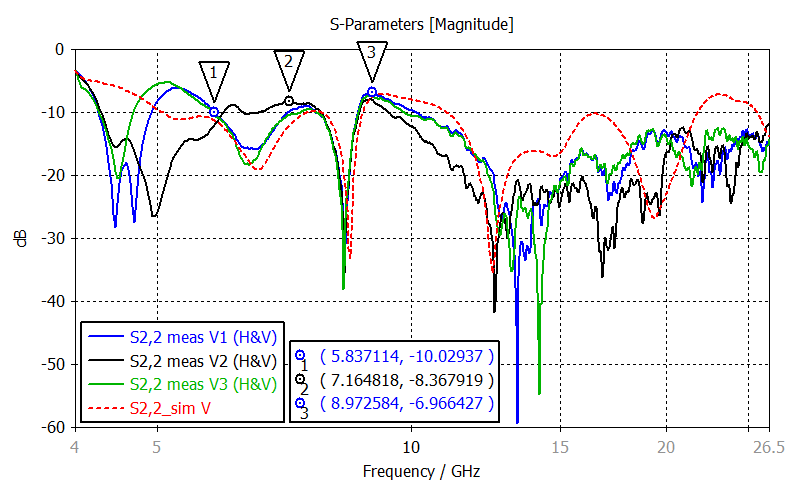 S-Parameters [Magnitude]
0
-10
-20
-30
-40
-50
-60
dB
1
2
3
S2,2 meas V1 (H&V)
S2,2 meas V2 (H&V)
S2,2 meas V3 (H&V)
S2,2_sim V
1 ( 5.837114, -10.02937 )
2 ( 7.164818, -8.367919 )
3 ( 8.972584, -6.966427 )
4 5 10 15 20 26.5
Frequency / GHz